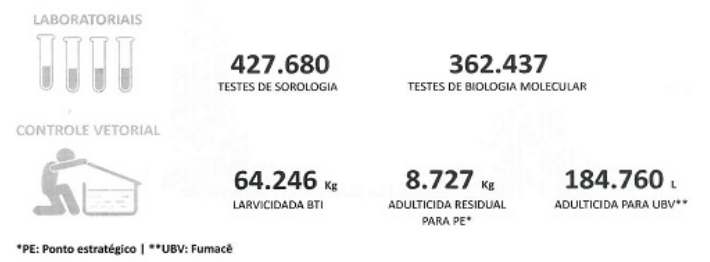 LABORATORIAIS
427.680
TESTES DE SOROLOGIA
362.437
TESTES DE BIOLOGIA MOLECULAR
CONTROLE VETORIAL
64.246 Kg
LARVICIDADA BTI
8.727 Kg
ADULTICIDA RESIDUAL
PARA PE*
184.760 L
ADULTICIDA PARA UBV**
*PE: Ponto estratégico | **UBV: Fumacê